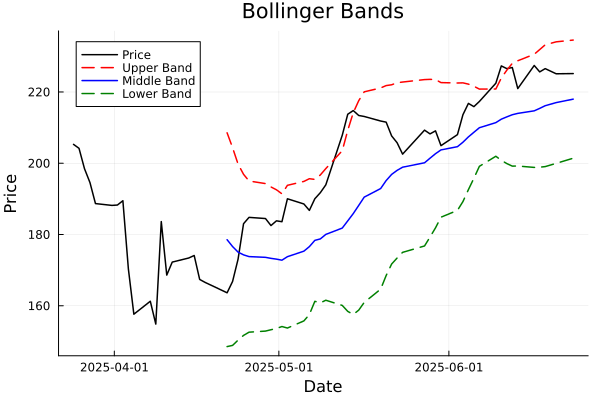 Bollinger Bands
Price
Upper Band
Middle Band
Lower Band
Price
220
200
180
160
2025-04-01
2025-05-01
2025-06-01
Date